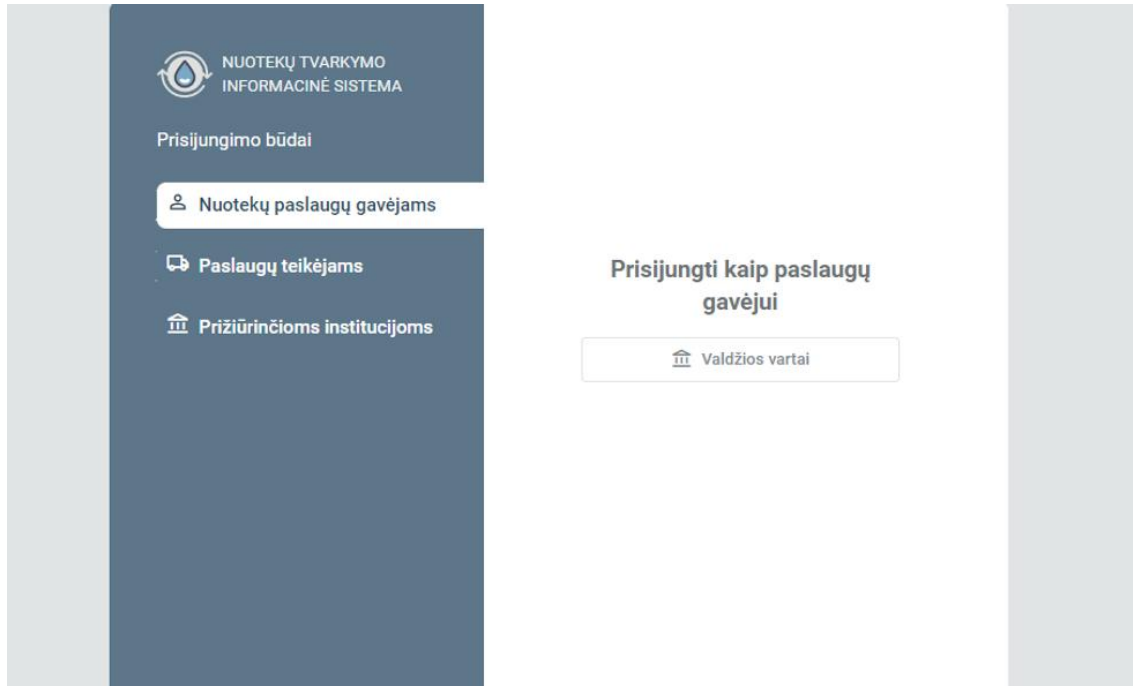 NUOTEKŲ TVARKYMO
INFORMACINĖ SISTEMA
Prisijungimo būdai
Nuotekų paslaugų gavėjams
Paslaugų teikėjams
Prižiūrinčioms institucijoms
Prisijungti kaip paslaugų
gavėjui
Valdžios vartai